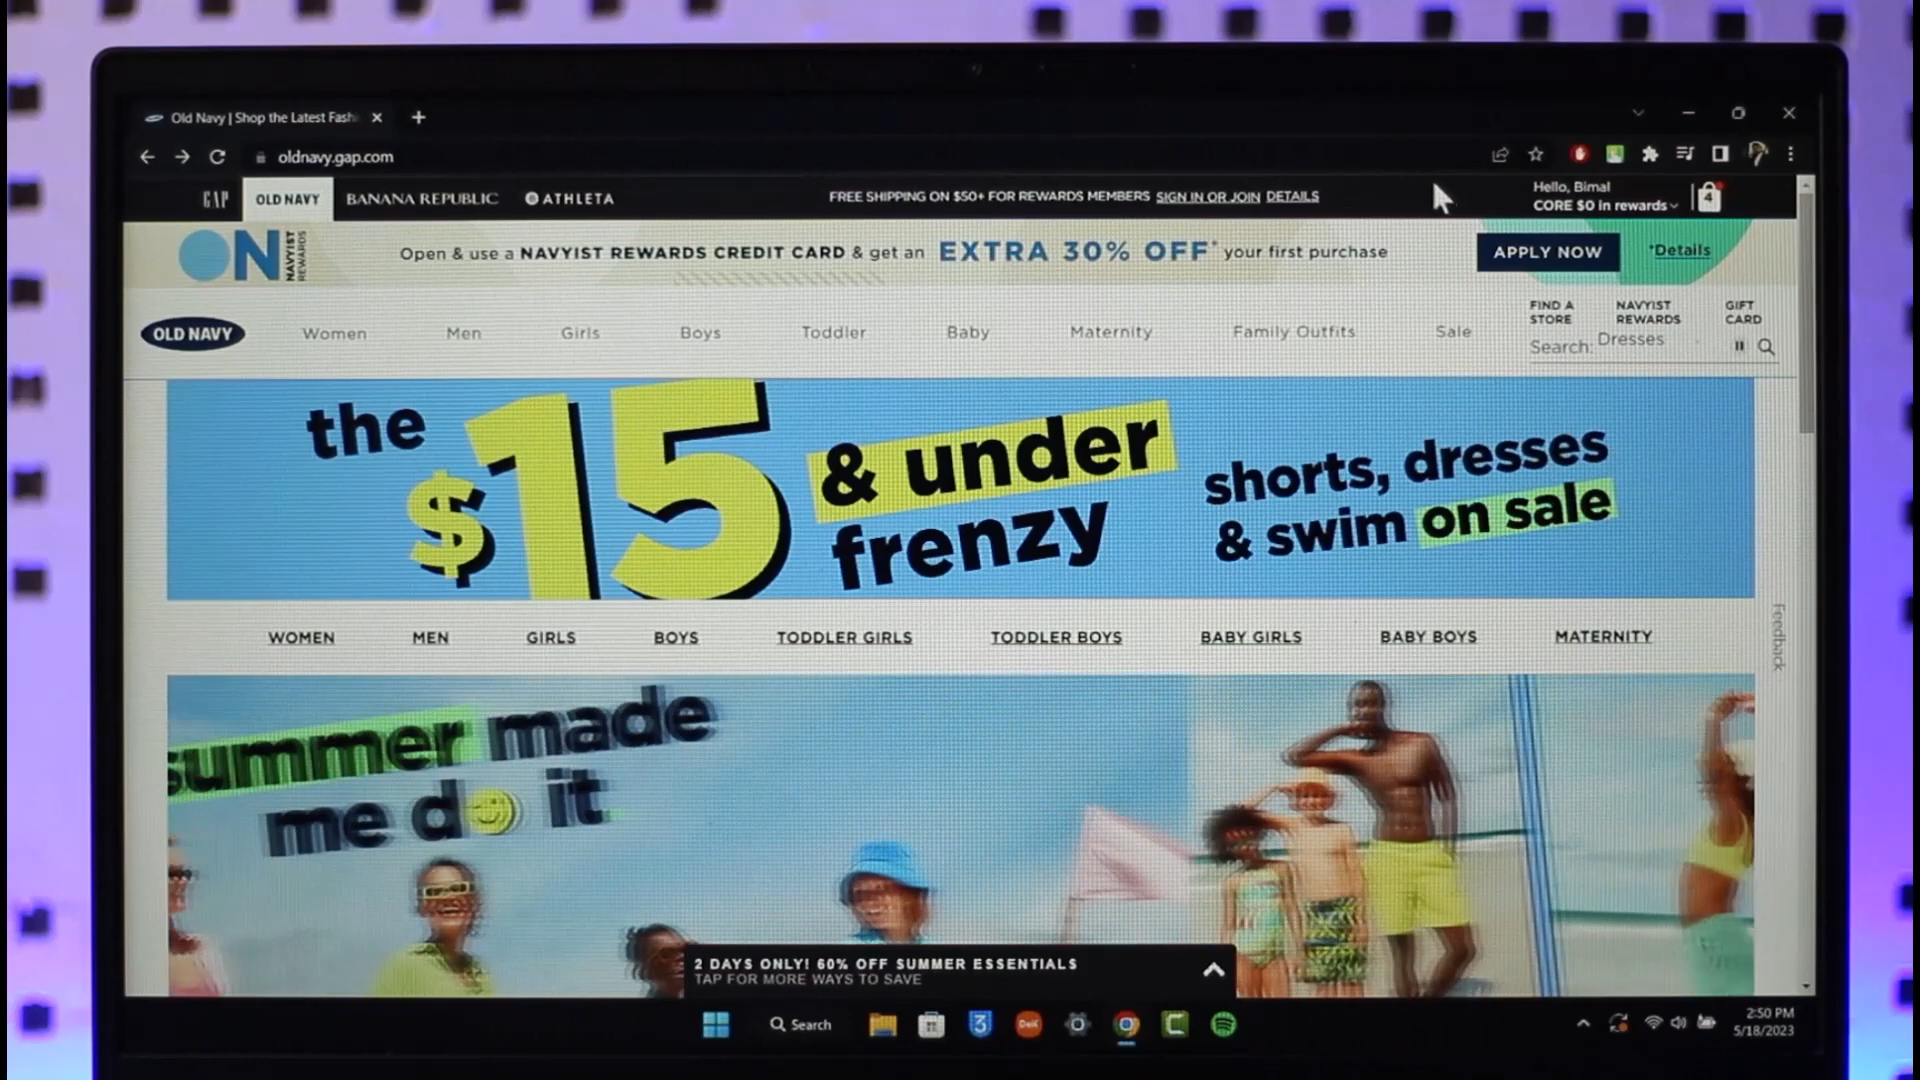 Old Navy | Shop the Latest Fash
oldnavy.gap.com
GAP OLD NAVY BANANA REPUBLIC ATHLETA FREE SHIPPING ON $50+ FOR REWARDS MEMBERS SIGN IN OR JOIN DETAILS
Hello, Bimal
CORE $0 in rewards
4
ON NAVYIST REWARDS
Open & use a NAVYIST REWARDS CREDIT CARD & get an EXTRA 30% OFF* your first purchase APPLY NOW *Details
OLD NAVY Women Men Girls Boys Toddler Baby Maternity Family Outfits Sale
FIND A STORE
NAVYIST REWARDS
GIFT CARD
Search: Dresses
the $15 & under
frenzy
shorts, dresses
& swim on sale
WOMEN MEN GIRLS BOYS TODDLER GIRLS TODDLER BOYS BABY GIRLS BABY BOYS MATERNITY
Feedback
summer made
me do it
2 DAYS ONLY! 60% OFF SUMMER ESSENTIALS
TAP FOR MORE WAYS TO SAVE
Search
DELL
2:50 PM
5/18/2023